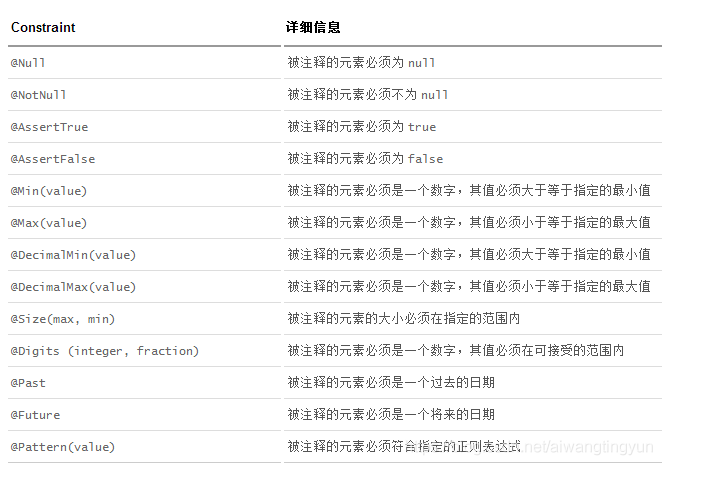 Constraint 详细信息
@Null 被注释的元素必须为 null
@NotNull 被注释的元素必须不为 null
@AssertTrue 被注释的元素必须为 true
@AssertFalse 被注释的元素必须为 false
@Min(value) 被注释的元素必须是一个数字，其值必须大于等于指定的最小值
@Max(value) 被注释的元素必须是一个数字，其值必须小于等于指定的最大值
@DecimalMin(value) 被注释的元素必须是一个数字，其值必须大于等于指定的最小值
@DecimalMax(value) 被注释的元素必须是一个数字，其值必须小于等于指定的最大值
@Size(max, min) 被注释的元素的大小必须在指定的范围内
@Digits (integer, fraction) 被注释的元素必须是一个数字，其值必须在可接受的范围内
@Past 被注释的元素必须是一个过去的日期
@Future 被注释的元素必须是一个将来的日期
@Pattern(value) 被注释的元素必须符合指定的正则表达式
.net/aiwangtingyun